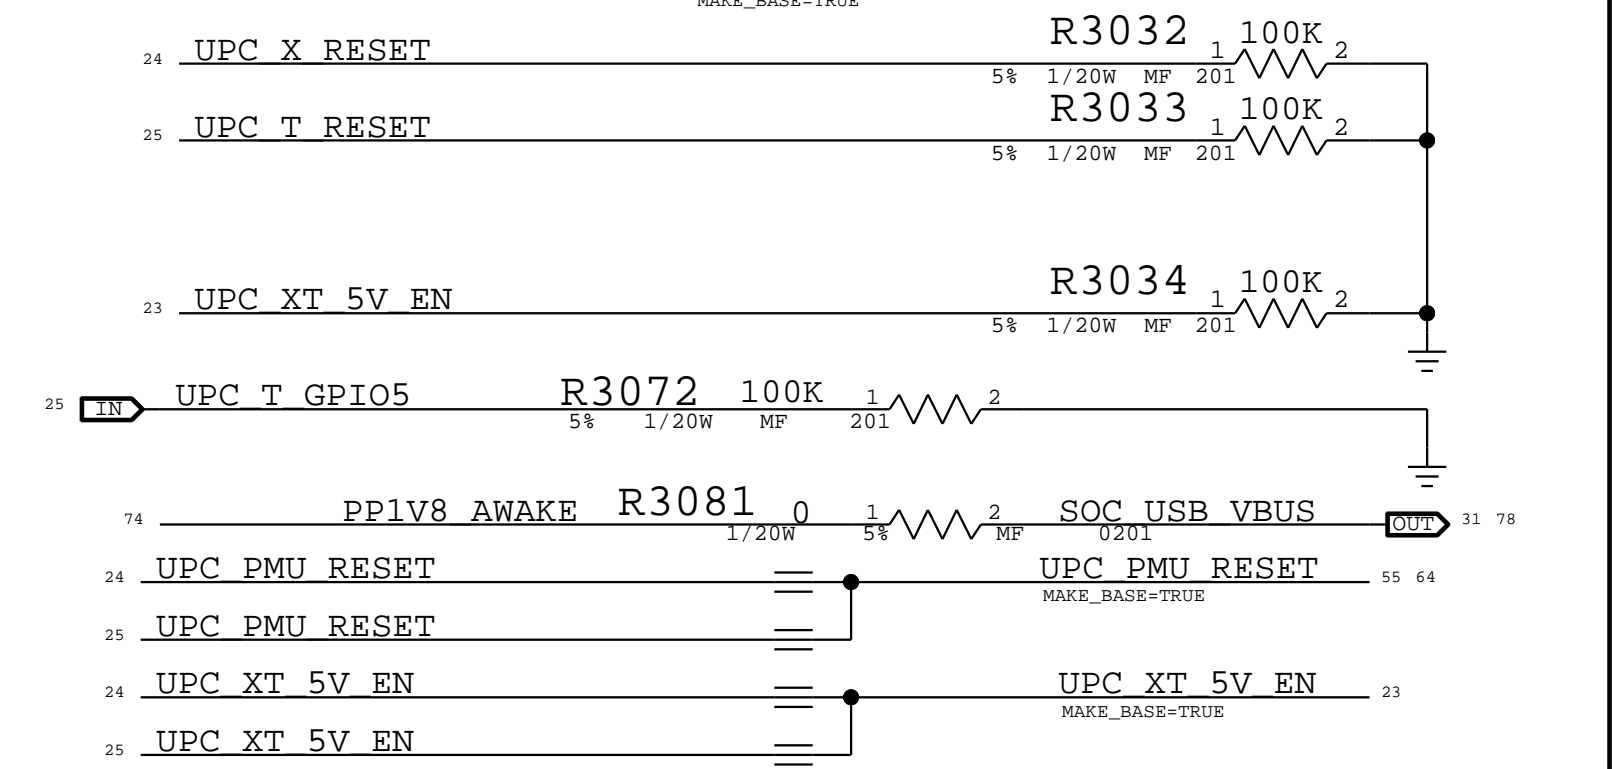 MAKE_BASE=TRUE
R3032 100K
24 UPC_X_RESET 1 2
5% 1/20W MF 201
R3033 100K
25 UPC_T_RESET 1 2
5% 1/20W MF 201
R3034 100K
23 UPC_XT_5V_EN 1 2
5% 1/20W MF 201
25 IN UPC_T_GPIO5 R3072 100K 1 2
5% 1/20W MF 201
74 PP1V8_AWAKE R3081 0 1 2 SOC_USB_VBUS OUT 31 78
1/20W 5% MF 0201
24 UPC_PMU_RESET UPC_PMU_RESET 55 64
MAKE_BASE=TRUE
25 UPC_PMU_RESET
24 UPC_XT_5V_EN UPC_XT_5V_EN 23
MAKE_BASE=TRUE
25 UPC_XT_5V_EN